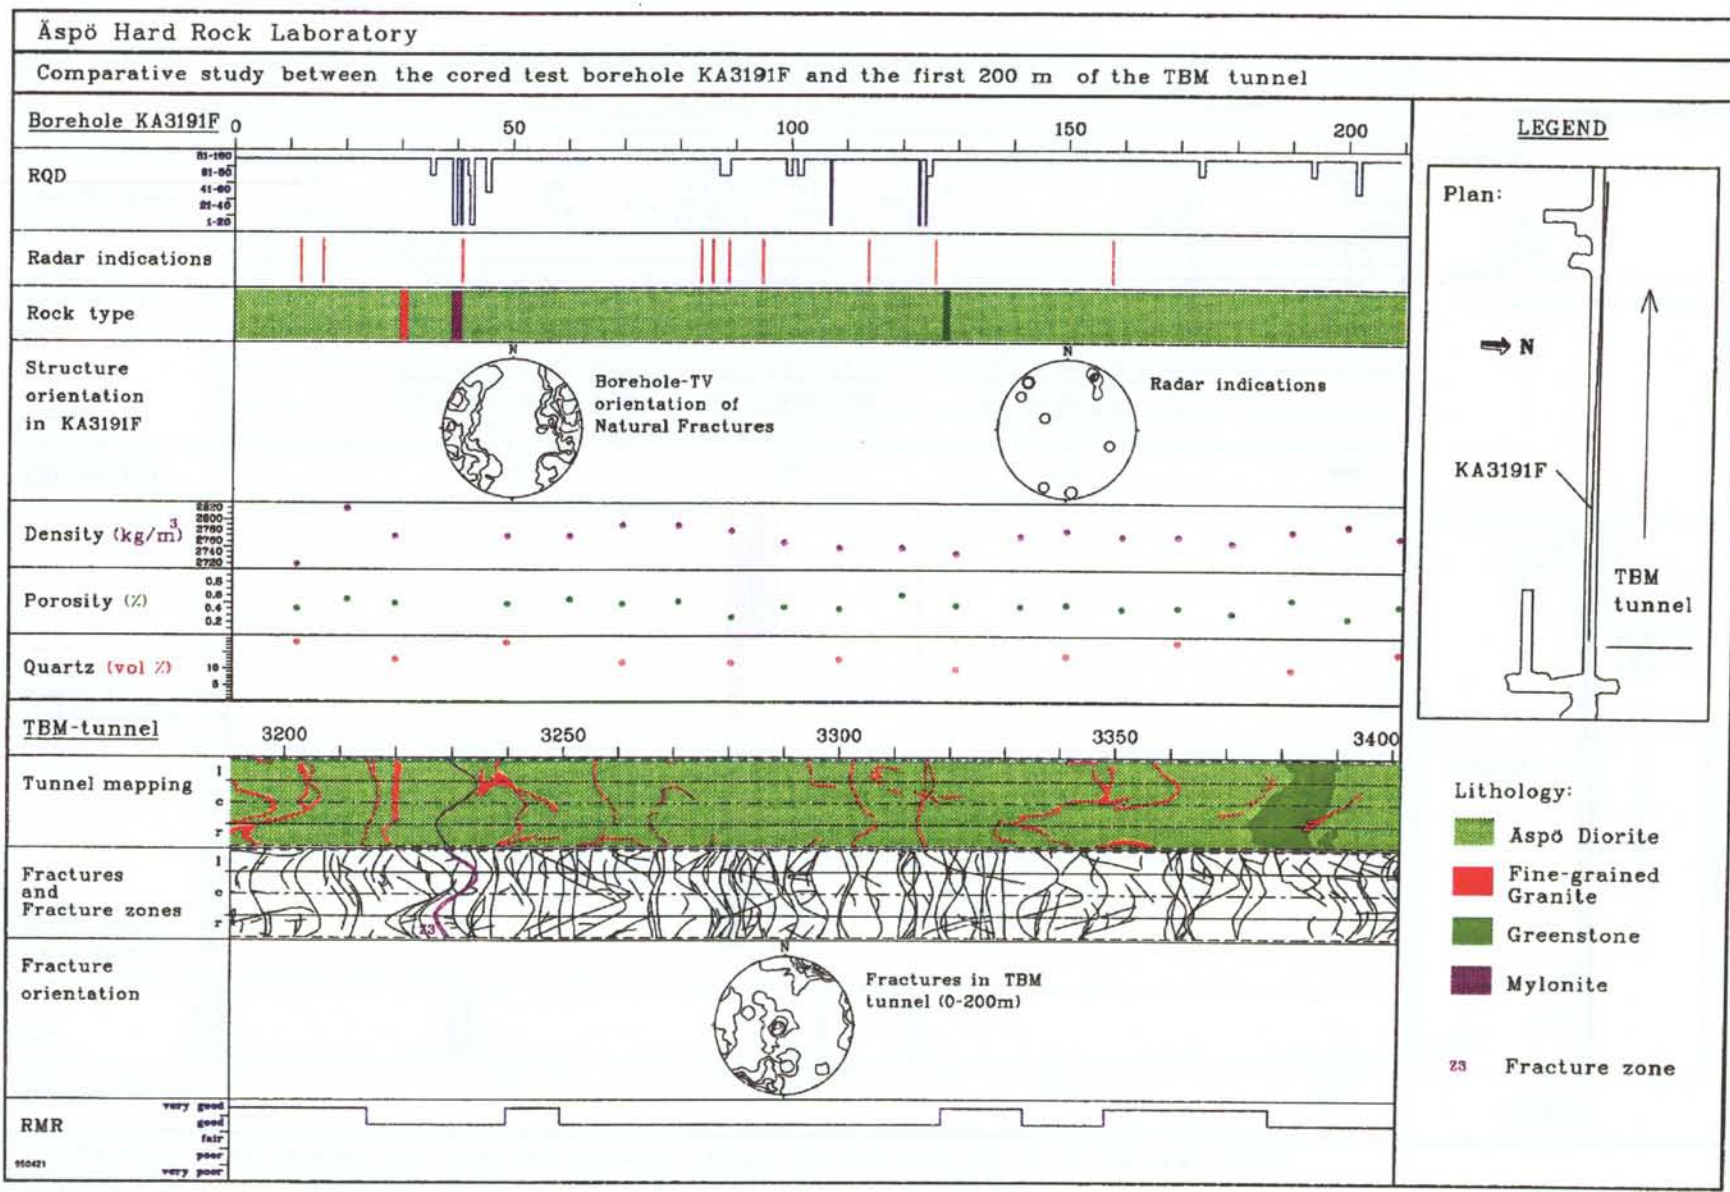 Äspö Hard Rock Laboratory
Comparative study between the cored test borehole KA3191F and the first 200 m of the TBM tunnel
Borehole KA3191F 0 50 100 150 200
RQD
81-100
61-80
41-60
21-40
1-20
Radar indications
Rock type
Structure
orientation
in KA3191F
N
Borehole-TV
orientation of
Natural Fractures
N
Radar indications
Density (kg/m³)
2820
2800
2780
2760
2740
2720
Porosity (%)
0.8
0.6
0.4
0.2
Quartz (vol %)
10
5
TBM-tunnel
3200 3250 3300 3350 3400
Tunnel mapping
l
c
r
Fractures
and
Fracture zones
l
c
r
Z3
Fracture
orientation
N
Fractures in TBM
tunnel (0-200m)
RMR
very good
good
fair
poor
very poor
950421
LEGEND
Plan:
N
KA3191F
TBM
tunnel
Lithology:
Äspö Diorite
Fine-grained
Granite
Greenstone
Mylonite
Z3 Fracture zone